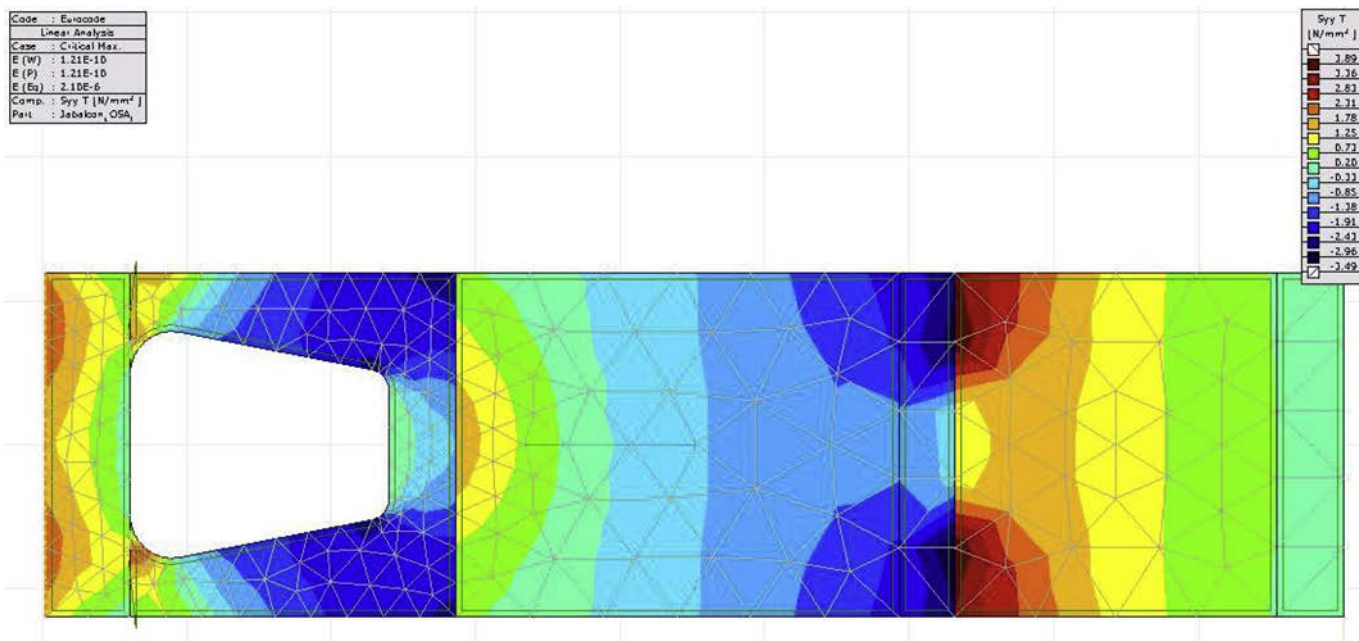 Code : Eurocode
Linear Analysis
Case : Critical Max.
E (W) : 1.21E-10
E (P) : 1.21E-10
E (Eq) : 2.10E-6
Comp. : Syy T [N/mm² ]
Part
Syy T
[N/mm² ]
3.89
3.36
2.83
2.31
1.78
1.25
0.73
0.20
-0.33
-0.85
-1.38
-1.91
-2.43
-2.96
-3.49